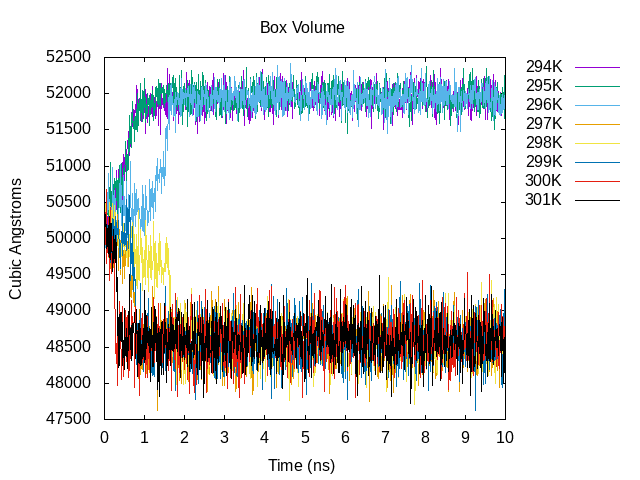 Box Volume
52500
52000
51500
51000
50500
50000
49500
49000
48500
48000
47500
Cubic Angstroms
0 1 2 3 4 5 6 7 8 9 10
Time (ns)
294K
295K
296K
297K
298K
299K
300K
301K